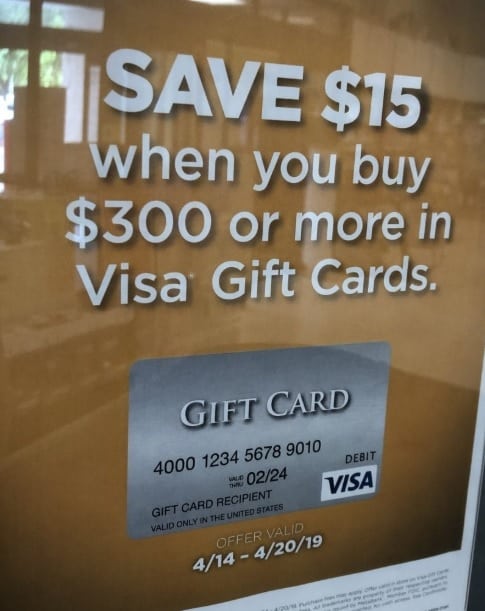 SAVE $15
when you buy
$300 or more in
Visa Gift Cards.
GIFT CARD
4000 1234 5678 9010
DEBIT
VALID THRU 02/24
VISA
GIFT CARD RECIPIENT
VALID ONLY IN THE UNITED STATES
OFFER VALID
4/14 – 4/20/19